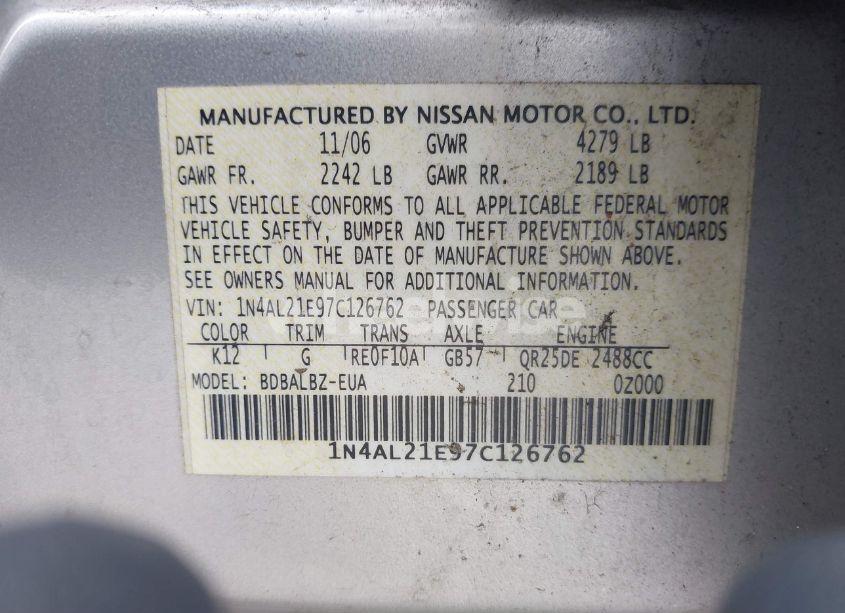 MANUFACTURED BY NISSAN MOTOR CO., LTD.
DATE 11/06 GVWR 4279 LB
GAWR FR. 2242 LB GAWR RR. 2189 LB
THIS VEHICLE CONFORMS TO ALL APPLICABLE FEDERAL MOTOR
VEHICLE SAFETY, BUMPER AND THEFT PREVENTION STANDARDS
IN EFFECT ON THE DATE OF MANUFACTURE SHOWN ABOVE.
SEE OWNERS MANUAL FOR ADDITIONAL INFORMATION.
VIN: 1N4AL21E97C126762 PASSENGER CAR
COLOR TRIM TRANS AXLE ENGINE
K12 G RE0F10A GB57 QR25DE 2488CC
MODEL: BDBALBZ-EUA 210 0Z000
1N4AL21E97C126762